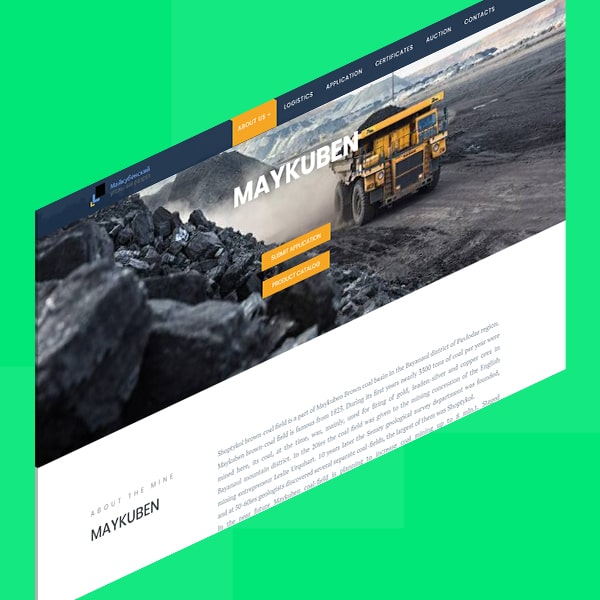 Майкубенский
ABOUT US
LOGISTICS
APPLICATION
CERTIFICATES
AUCTION
CONTACTS
MAYKUBEN
SUBMIT APPLICATION
PRODUCT CATALOG
ABOUT THE MINE
MAYKUBEN
Shoptykol brown-coal field is a part of Maykuben Brown coal basin in the Bayanaul district of Pavlodar region.
Maykuben brown-coal field is famous from 1823. During its first years nearly 3500 tons of coal per year were
mined here, its coal, at the time, was, mainly, used for firing of gold, leaden-silver and copper ores in
Bayanaul mountain district. In the 20ies the coal field was given to the mining concession of the English
mining entrepreneur Leslie Urquhart. 10 years later the Semey geological survey department was founded,
and at 50-60ies geologists discovered several separate coal-fields, the largest of them was Shoptykol.
In the near future Maykuben coal-field is planning to increase coal mining up to 6 mln.t. Stored